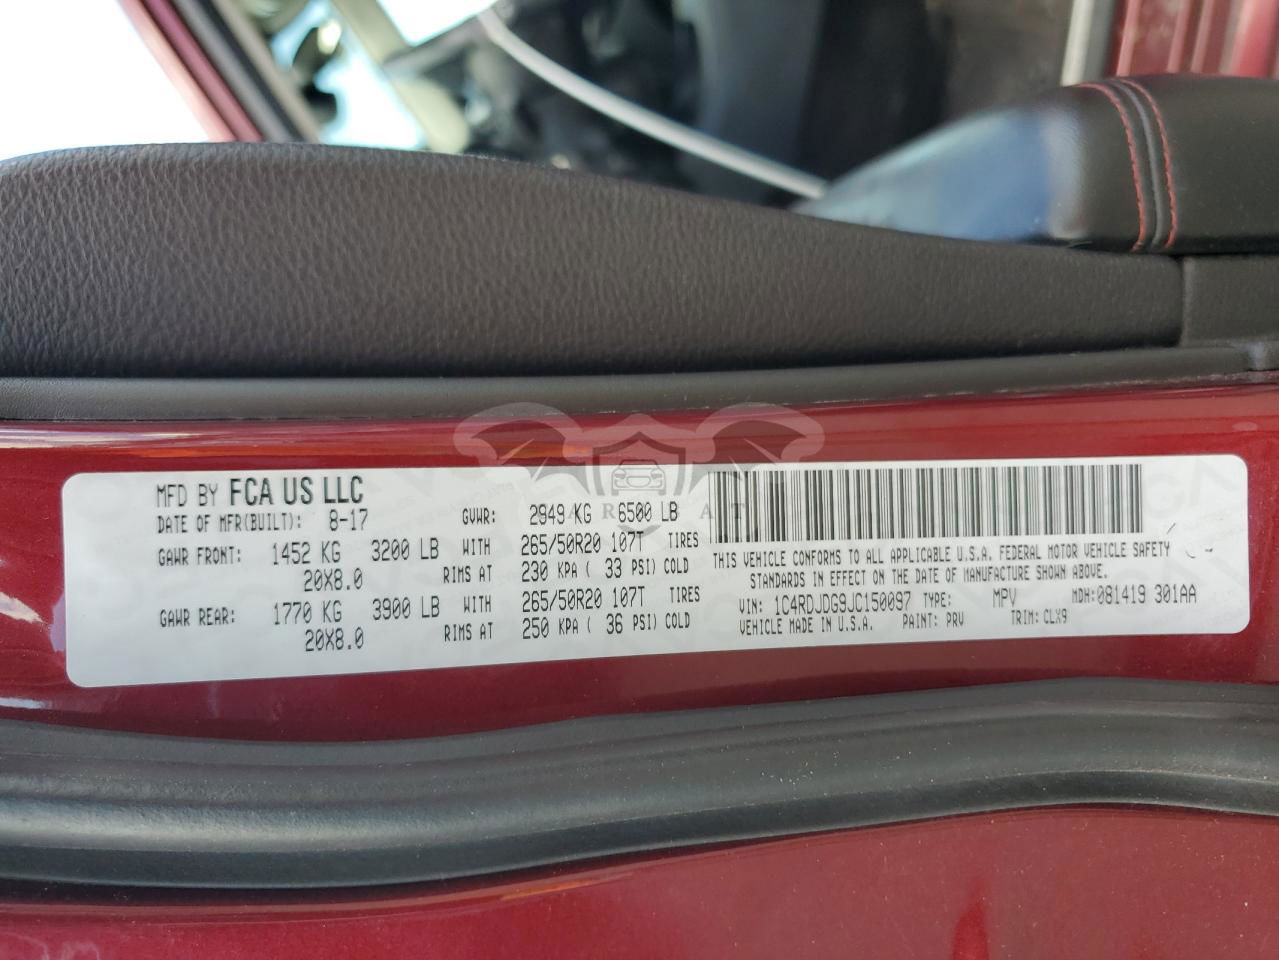 MFD BY FCA US LLC
DATE OF MFR(BUILT): 8-17 GVWR: 2949 KG 6500 LB
GAWR FRONT: 1452 KG 3200 LB WITH 265/50R20 107T TIRES
20X8.0 RIMS AT 230 KPA ( 33 PSI) COLD
GAWR REAR: 1770 KG 3900 LB WITH 265/50R20 107T TIRES
20X8.0 RIMS AT 250 KPA ( 36 PSI) COLD
THIS VEHICLE CONFORMS TO ALL APPLICABLE U.S.A. FEDERAL MOTOR VEHICLE SAFETY
STANDARDS IN EFFECT ON THE DATE OF MANUFACTURE SHOWN ABOVE.
VIN: 1C4RDJDG9JC150097 TYPE: MPV MDH: 081419 301AA
VEHICLE MADE IN U.S.A. PAINT: PRV TRIM: CLX9